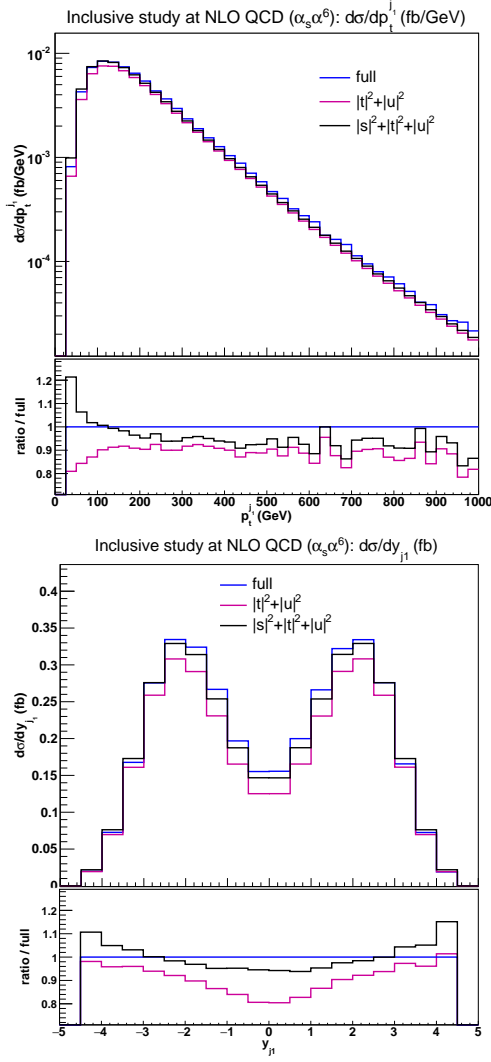 Inclusive study at NLO QCD (αₛα⁶): dσ/dpₜʲ¹ (fb/GeV)
10⁻²
10⁻³
10⁻⁴
dσ/dpₜʲ¹ (fb/GeV)
full
|t|²+|u|²
|s|²+|t|²+|u|²
1.2
1.1
1
0.9
0.8
ratio / full
0 100 200 300 400 500 600 700 800 900 1000
pₜʲ¹ (GeV)
Inclusive study at NLO QCD (αₛα⁶): dσ/dyⱼ₁ (fb)
full
|t|²+|u|²
|s|²+|t|²+|u|²
0.4
0.35
0.3
0.25
0.2
0.15
0.1
0.05
0
dσ/dyⱼ₁ (fb)
1.2
1.1
1
0.9
0.8
ratio / full
−5 −4 −3 −2 −1 0 1 2 3 4 5
yⱼ₁